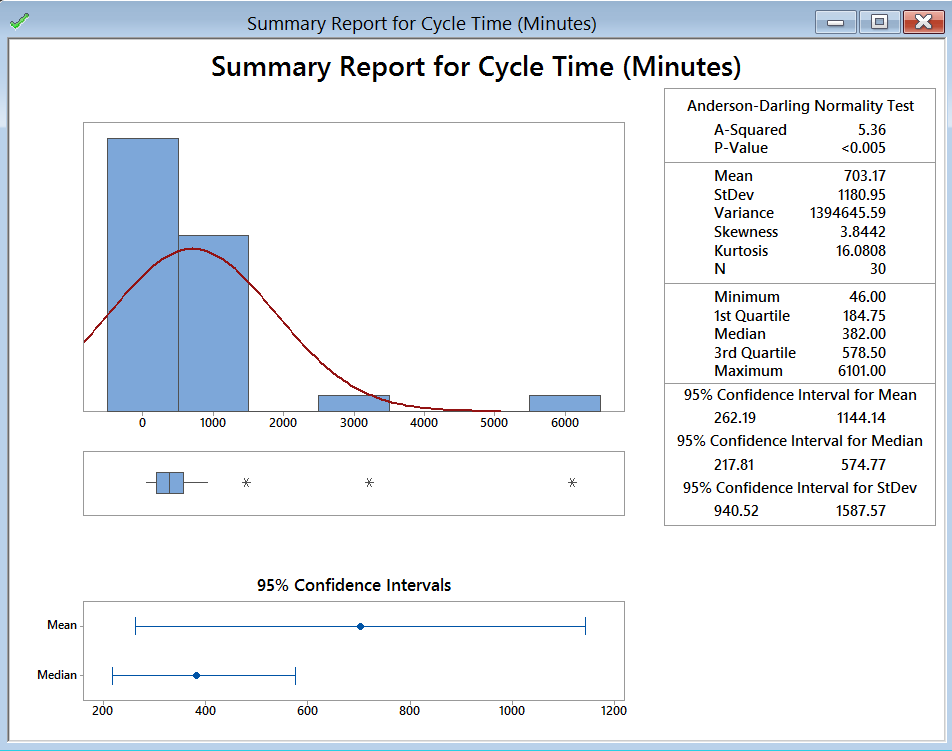 Summary Report for Cycle Time (Minutes)
Summary Report for Cycle Time (Minutes)
Anderson-Darling Normality Test
A-Squared 5.36
P-Value <0.005
Mean 703.17
StDev 1180.95
Variance 1394645.59
Skewness 3.8442
Kurtosis 16.0808
N 30
Minimum 46.00
1st Quartile 184.75
Median 382.00
3rd Quartile 578.50
Maximum 6101.00
95% Confidence Interval for Mean
262.19 1144.14
95% Confidence Interval for Median
217.81 574.77
95% Confidence Interval for StDev
940.52 1587.57
0 1000 2000 3000 4000 5000 6000
95% Confidence Intervals
Mean
Median
200 400 600 800 1000 1200